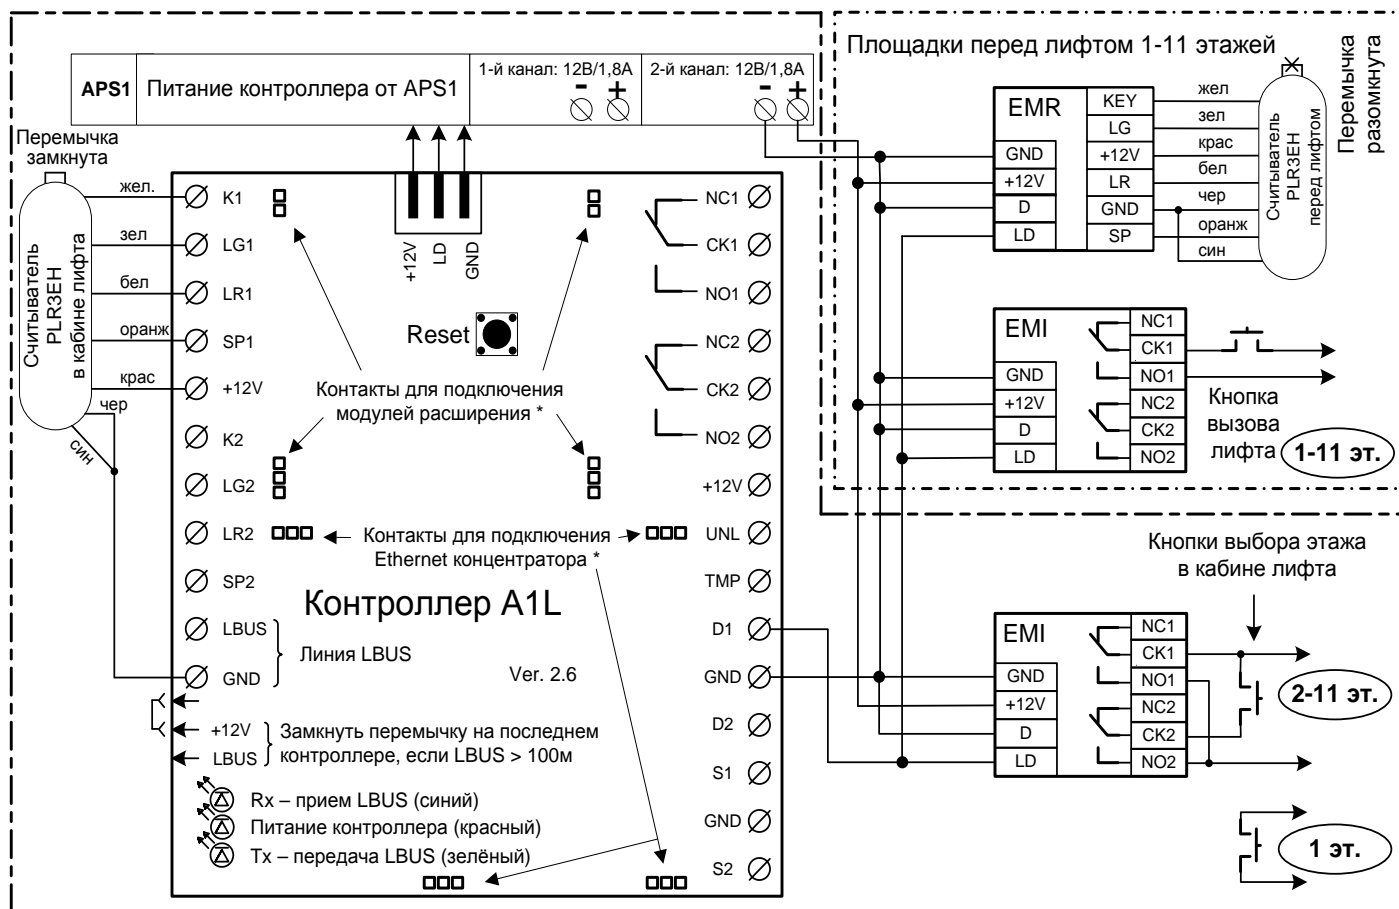 APS1
Питание контроллера от APS1
1-й канал: 12В/1,8А
- +
2-й канал: 12В/1,8А
- +
Перемычка
замкнута
Считыватель
PLR3EH
в кабине лифта
жел.
зел
бел
оранж
крас
чер
син
K1
LG1
LR1
SP1
+12V
K2
LG2
LR2
SP2
LBUS
GND
Линия LBUS
+12V
LBUS
Замкнуть перемычку на последнем
контроллере, если LBUS > 100м
Rx – прием LBUS (синий)
Питание контроллера (красный)
Tx – передача LBUS (зелёный)
+12V
LD
GND
Reset
Контакты для подключения
модулей расширения *
Контакты для подключения
Ethernet концентратора *
Контроллер A1L
Ver. 2.6
NC1
CK1
NO1
NC2
CK2
NO2
+12V
UNL
TMP
D1
GND
D2
S1
GND
S2
Площадки перед лифтом 1-11 этажей
Перемычка
разомкнута
EMR
GND
+12V
D
LD
KEY
LG
+12V
LR
GND
SP
жел
зел
крас
бел
чер
оранж
син
Считыватель
PLR3EH
перед лифтом
EMI
GND
+12V
D
LD
NC1
CK1
NO1
NC2
CK2
NO2
Кнопка
вызова
лифта
1-11 эт.
Кнопки выбора этажа
в кабине лифта
EMI
GND
+12V
D
LD
NC1
CK1
NO1
NC2
CK2
NO2
2-11 эт.
1 эт.